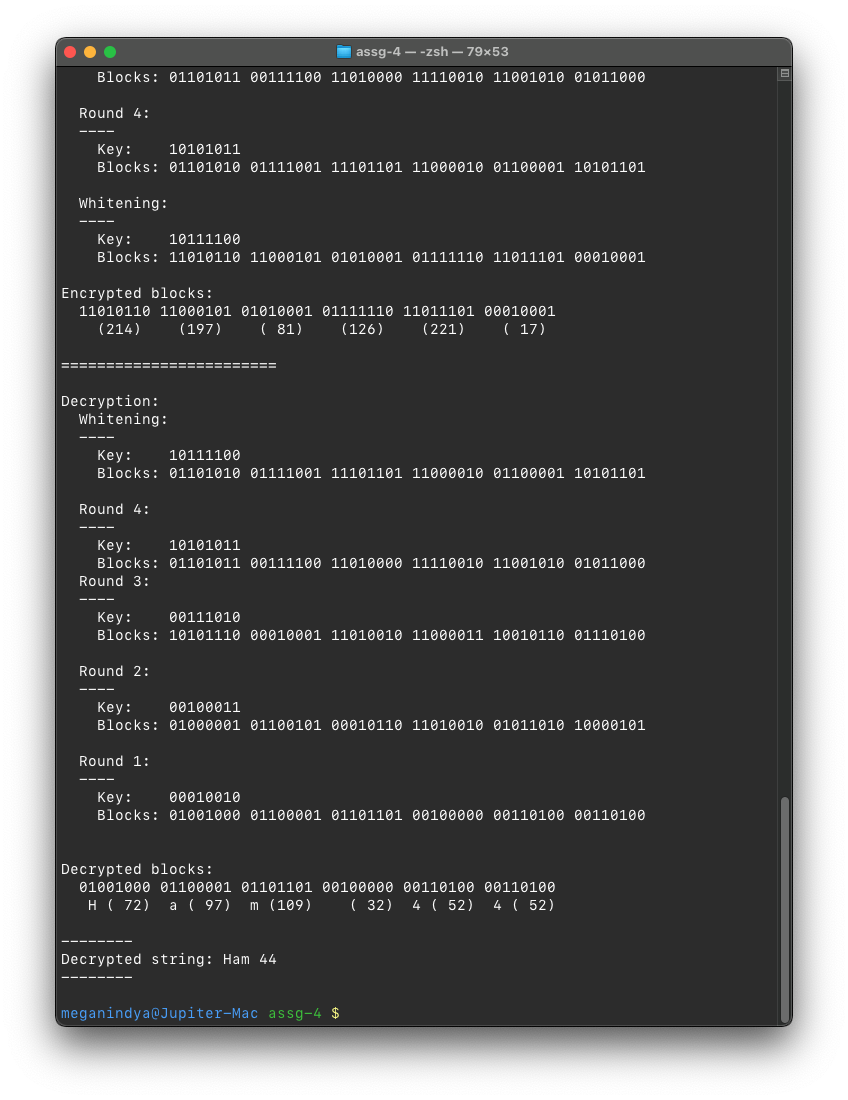 assg-4 — -zsh — 79×53
Blocks: 01101011 00111100 11010000 11110010 11001010 01011000
Round 4:
----
Key: 10101011
Blocks: 01101010 01111001 11101101 11000010 01100001 10101101
Whitening:
----
Key: 10111100
Blocks: 11010110 11000101 01010001 01111110 11011101 00010001
Encrypted blocks:
11010110 11000101 01010001 01111110 11011101 00010001
(214) (197) ( 81) (126) (221) ( 17)
========================
Decryption:
Whitening:
----
Key: 10111100
Blocks: 01101010 01111001 11101101 11000010 01100001 10101101
Round 4:
----
Key: 10101011
Blocks: 01101011 00111100 11010000 11110010 11001010 01011000
Round 3:
----
Key: 00111010
Blocks: 10101110 00010001 11010010 11000011 10010110 01110100
Round 2:
----
Key: 00100011
Blocks: 01000001 01100101 00010110 11010010 01011010 10000101
Round 1:
----
Key: 00010010
Blocks: 01001000 01100001 01101101 00100000 00110100 00110100
Decrypted blocks:
01001000 01100001 01101101 00100000 00110100 00110100
H ( 72) a ( 97) m (109) ( 32) 4 ( 52) 4 ( 52)
--------
Decrypted string: Ham 44
--------
meganindya@Jupiter-Mac assg-4 $